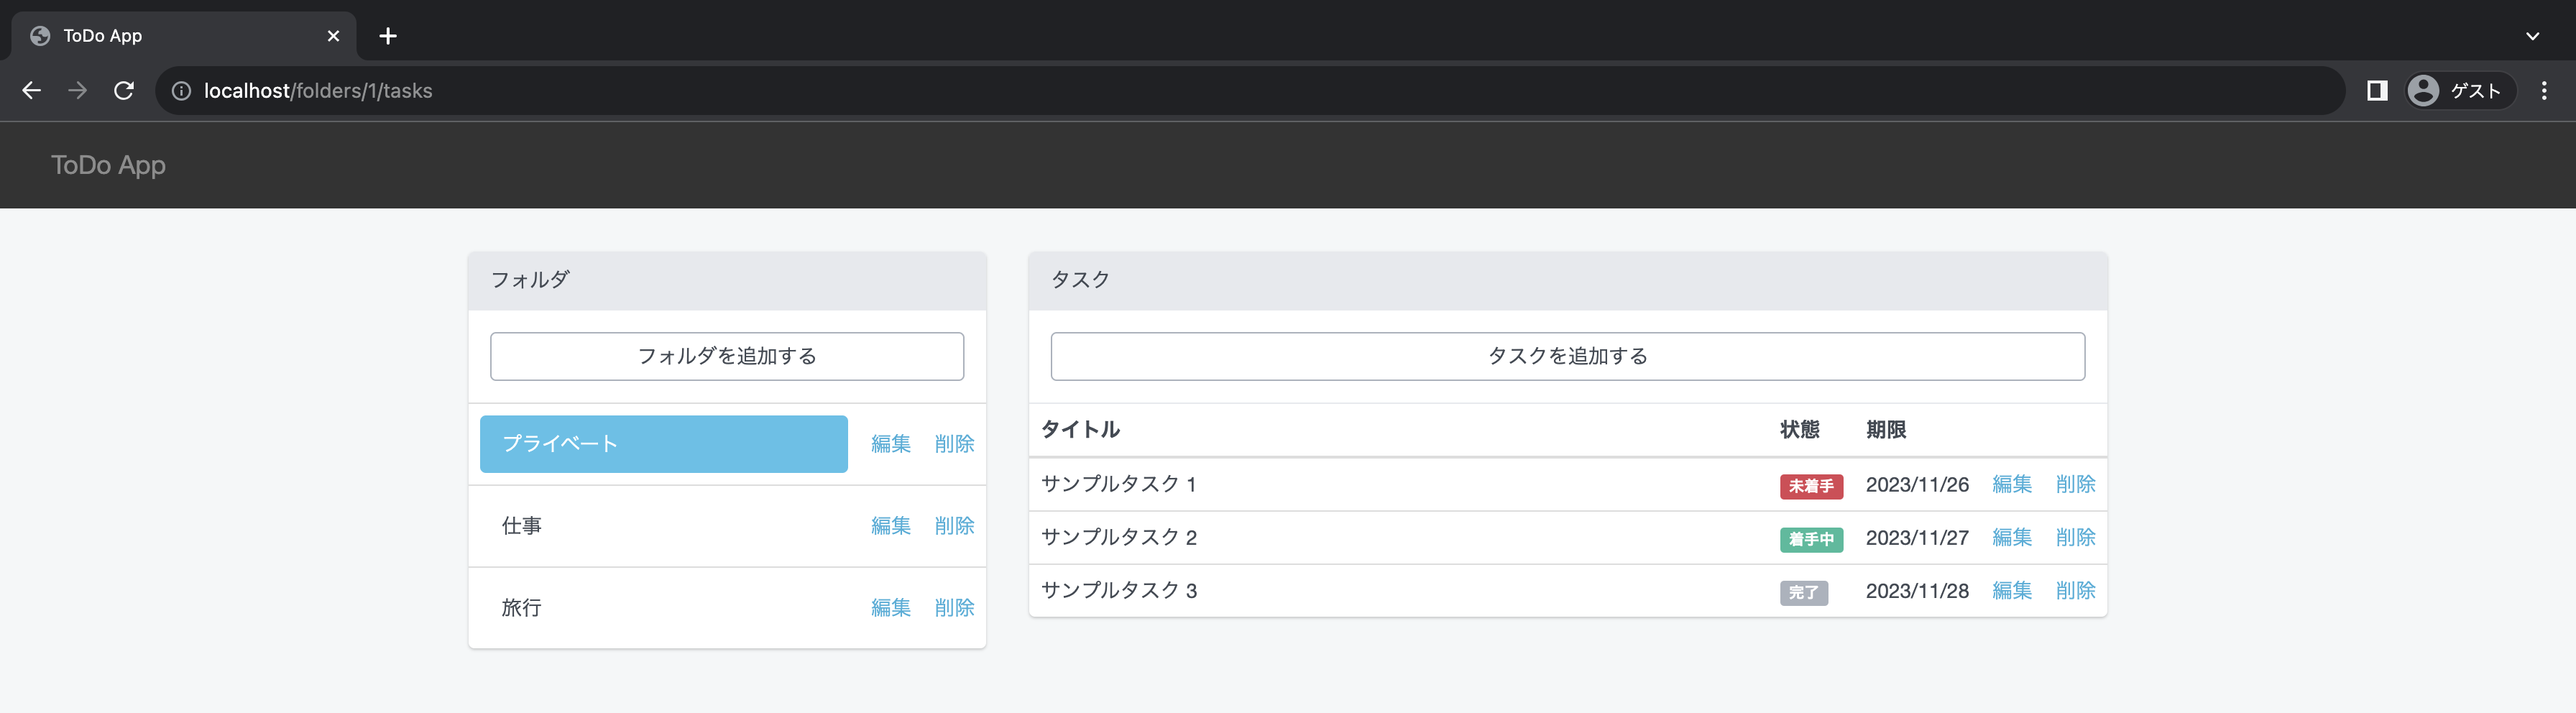 ToDo App
localhost/folders/1/tasks
ゲスト
ToDo App
フォルダ
フォルダを追加する
プライベート 編集 削除
仕事 編集 削除
旅行 編集 削除
タスク
タスクを追加する
タイトル 状態 期限
サンプルタスク 1 未着手 2023/11/26 編集 削除
サンプルタスク 2 着手中 2023/11/27 編集 削除
サンプルタスク 3 完了 2023/11/28 編集 削除